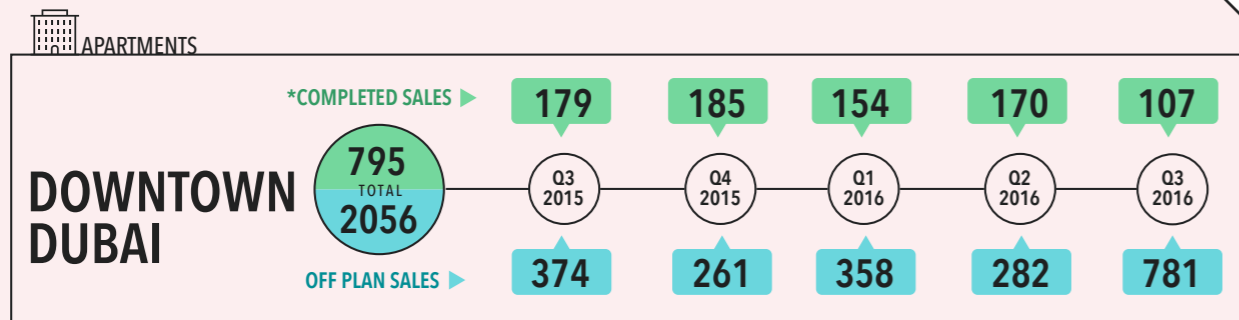 APARTMENTS
*COMPLETED SALES
179
185
154
170
107
DOWNTOWN
DUBAI
795
TOTAL
2056
Q3
2015
Q4
2015
Q1
2016
Q2
2016
Q3
2016
OFF PLAN SALES
374
261
358
282
781